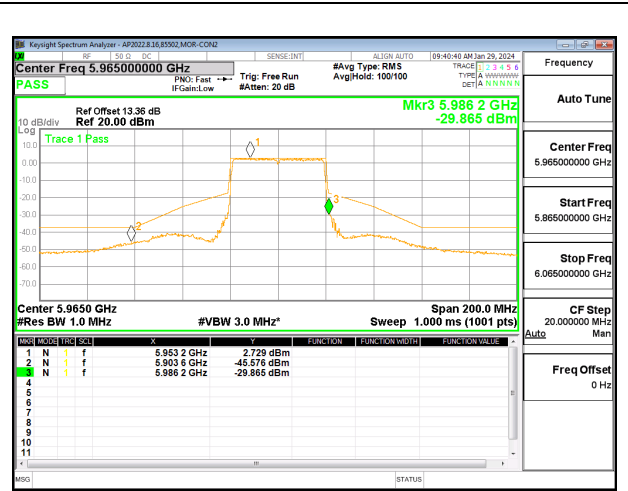 Keysight Spectrum Analyzer - AP2022.8.16,85502,MOR-CON2
RF 50 Ω DC SENSE:INT ALIGN AUTO 09:40:40 AM Jan 29, 2024
Center Freq 5.965000000 GHz #Avg Type: RMS TRACE 1 2 3 4 5 6
PNO: Fast Trig: Free Run Avg|Hold: 100/100 TYPE A WWWWW
PASS IFGain:Low #Atten: 20 dB DET A N N N N N
Frequency
Auto Tune
Center Freq
5.965000000 GHz
Start Freq
5.865000000 GHz
Stop Freq
6.065000000 GHz
CF Step
20.000000 MHz
Auto Man
Freq Offset
0 Hz
Ref Offset 13.36 dB Mkr3 5.986 2 GHz
10 dB/div Ref 20.00 dBm -29.865 dBm
Log
Trace 1 Pass
10.0
0.00
-10.0
-20.0
-30.0
-40.0
-50.0
-60.0
-70.0
1
2
3
Center 5.9650 GHz Span 200.0 MHz
#Res BW 1.0 MHz #VBW 3.0 MHz* Sweep 1.000 ms (1001 pts)
MKR MODE TRC SCL X Y FUNCTION FUNCTION WIDTH FUNCTION VALUE
1 N 1 f 5.953 2 GHz 2.729 dBm
2 N 1 f 5.903 6 GHz -45.576 dBm
3 N 1 f 5.986 2 GHz -29.865 dBm
4
5
6
7
8
9
10
11
MSG STATUS